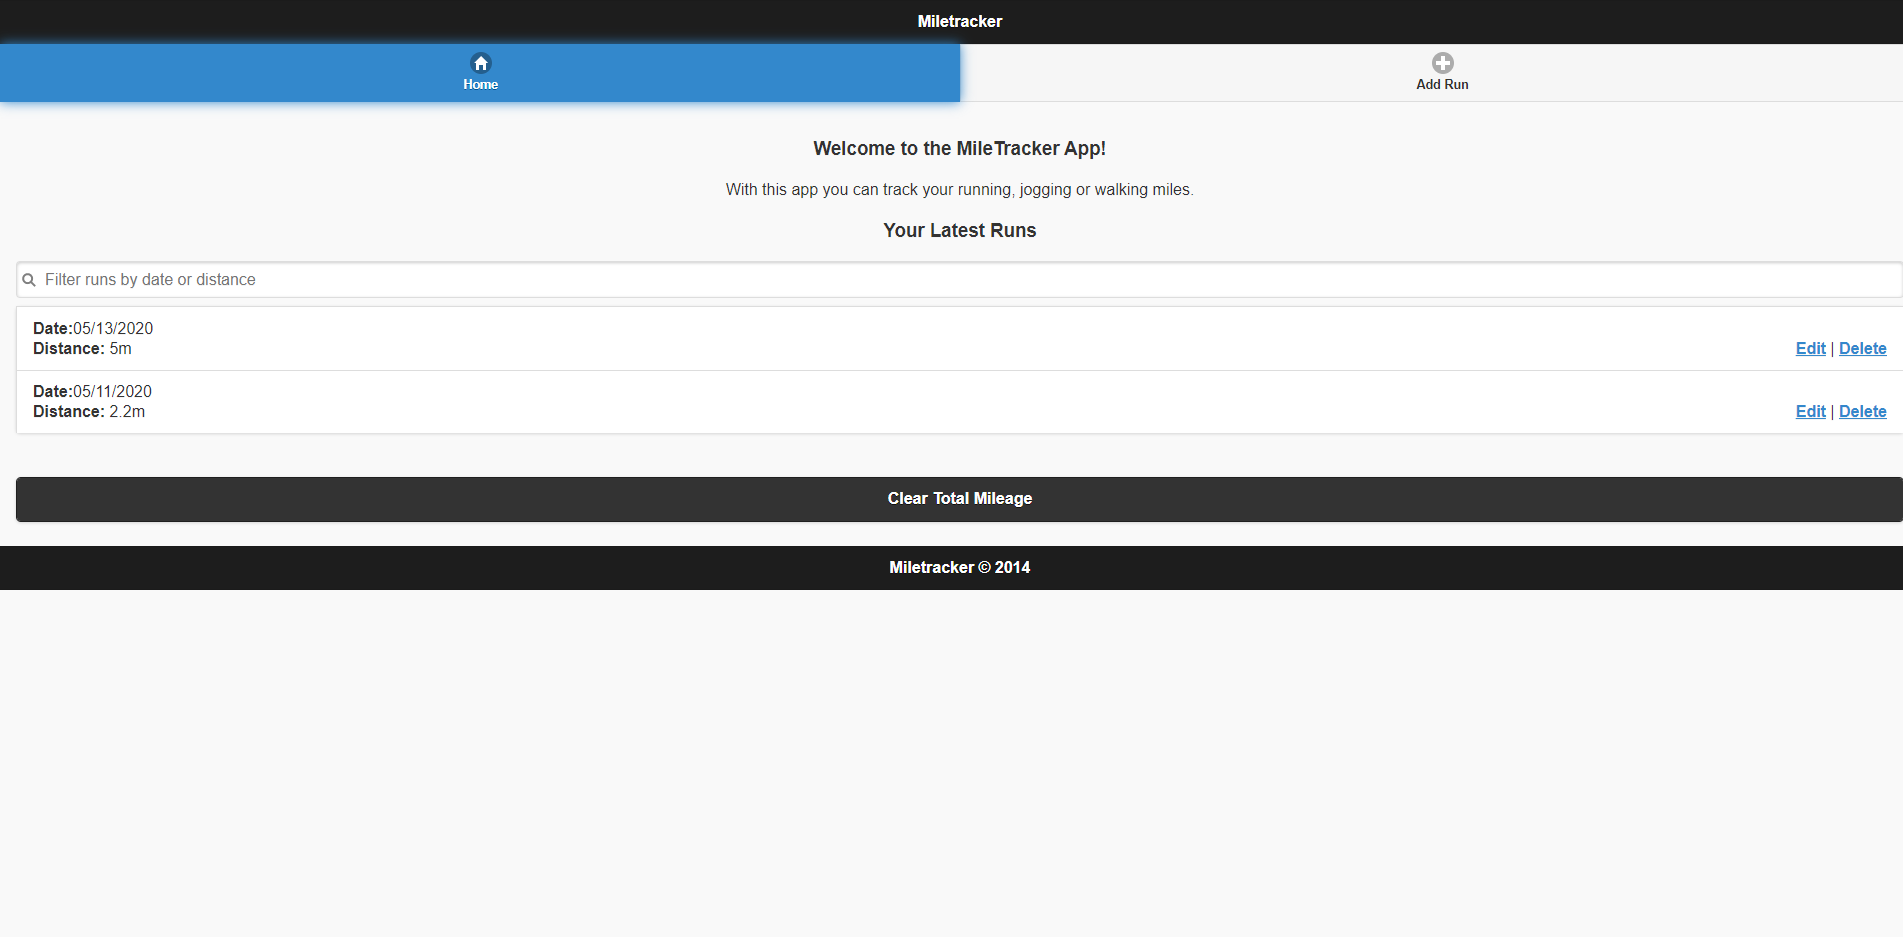 Miletracker
Home
Add Run
Welcome to the MileTracker App!
With this app you can track your running, jogging or walking miles.
Your Latest Runs
Filter runs by date or distance
Date:05/13/2020
Distance: 5m
Edit | Delete
Date:05/11/2020
Distance: 2.2m
Edit | Delete
Clear Total Mileage
Miletracker © 2014